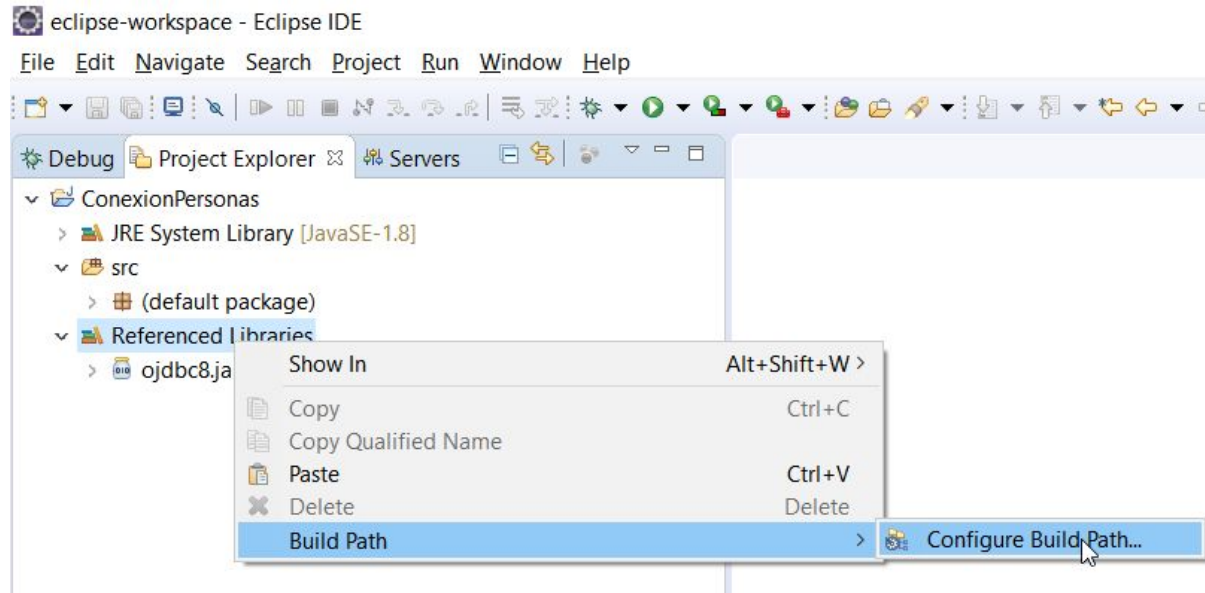 eclipse-workspace - Eclipse IDE
File Edit Navigate Search Project Run Window Help
Debug Project Explorer Servers
ConexionPersonas
JRE System Library [JavaSE-1.8]
src
(default package)
Referenced Libraries
ojdbc8.ja
Show In Alt+Shift+W >
Copy Ctrl+C
Copy Qualified Name
Paste Ctrl+V
Delete Delete
Build Path >
Configure Build Path...